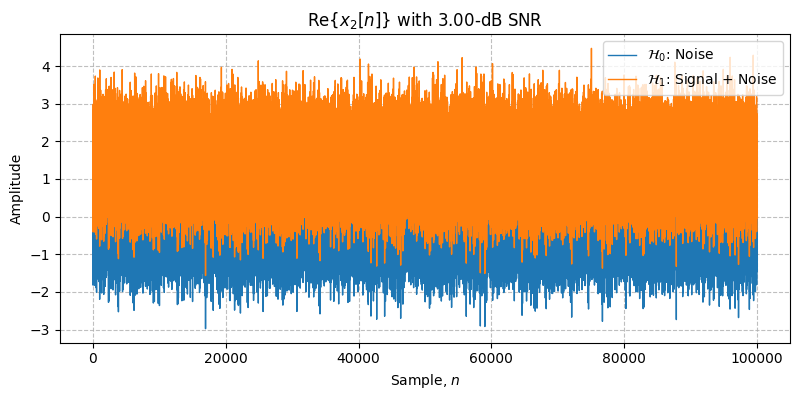 Re{x₂[n]} with 3.00-dB SNR
ℋ₀: Noise
ℋ₁: Signal + Noise
Amplitude
4
3
2
1
0
−1
−2
−3
0 20000 40000 60000 80000 100000
Sample, n